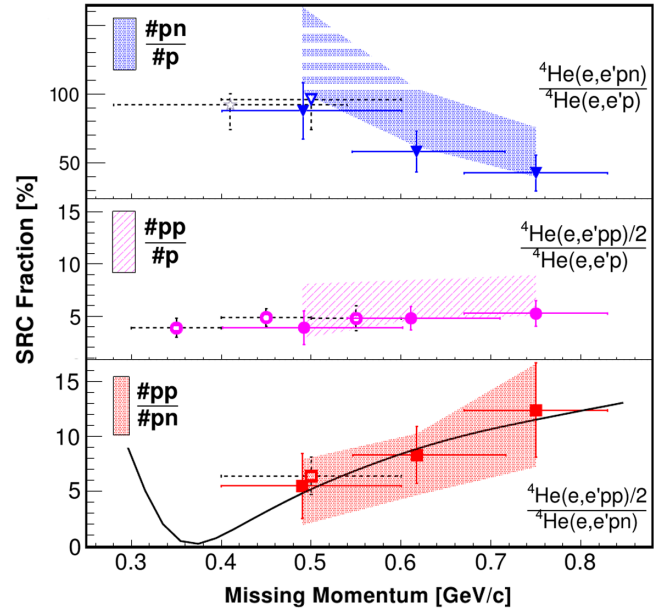 #pn
#p
⁴He(e,e'pn)
⁴He(e,e'p)
100
50
#pp
#p
⁴He(e,e'pp)/2
⁴He(e,e'p)
15
10
5
#pp
#pn
⁴He(e,e'pp)/2
⁴He(e,e'pn)
15
10
5
0
SRC Fraction [%]
0.3 0.4 0.5 0.6 0.7 0.8
Missing Momentum [GeV/c]